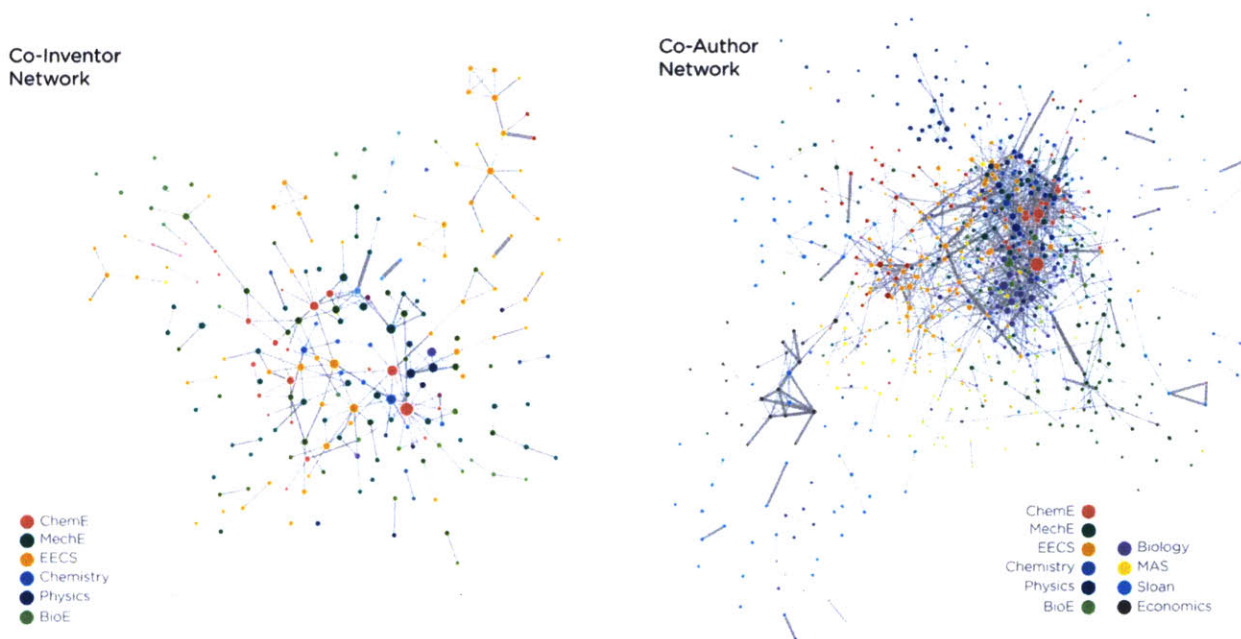 Co-Inventor
Network
ChemE
MechE
EECS
Chemistry
Physics
BioE
Co-Author
Network
ChemE
MechE
EECS
Chemistry
Physics
BioE
Biology
MAS
Sloan
Economics